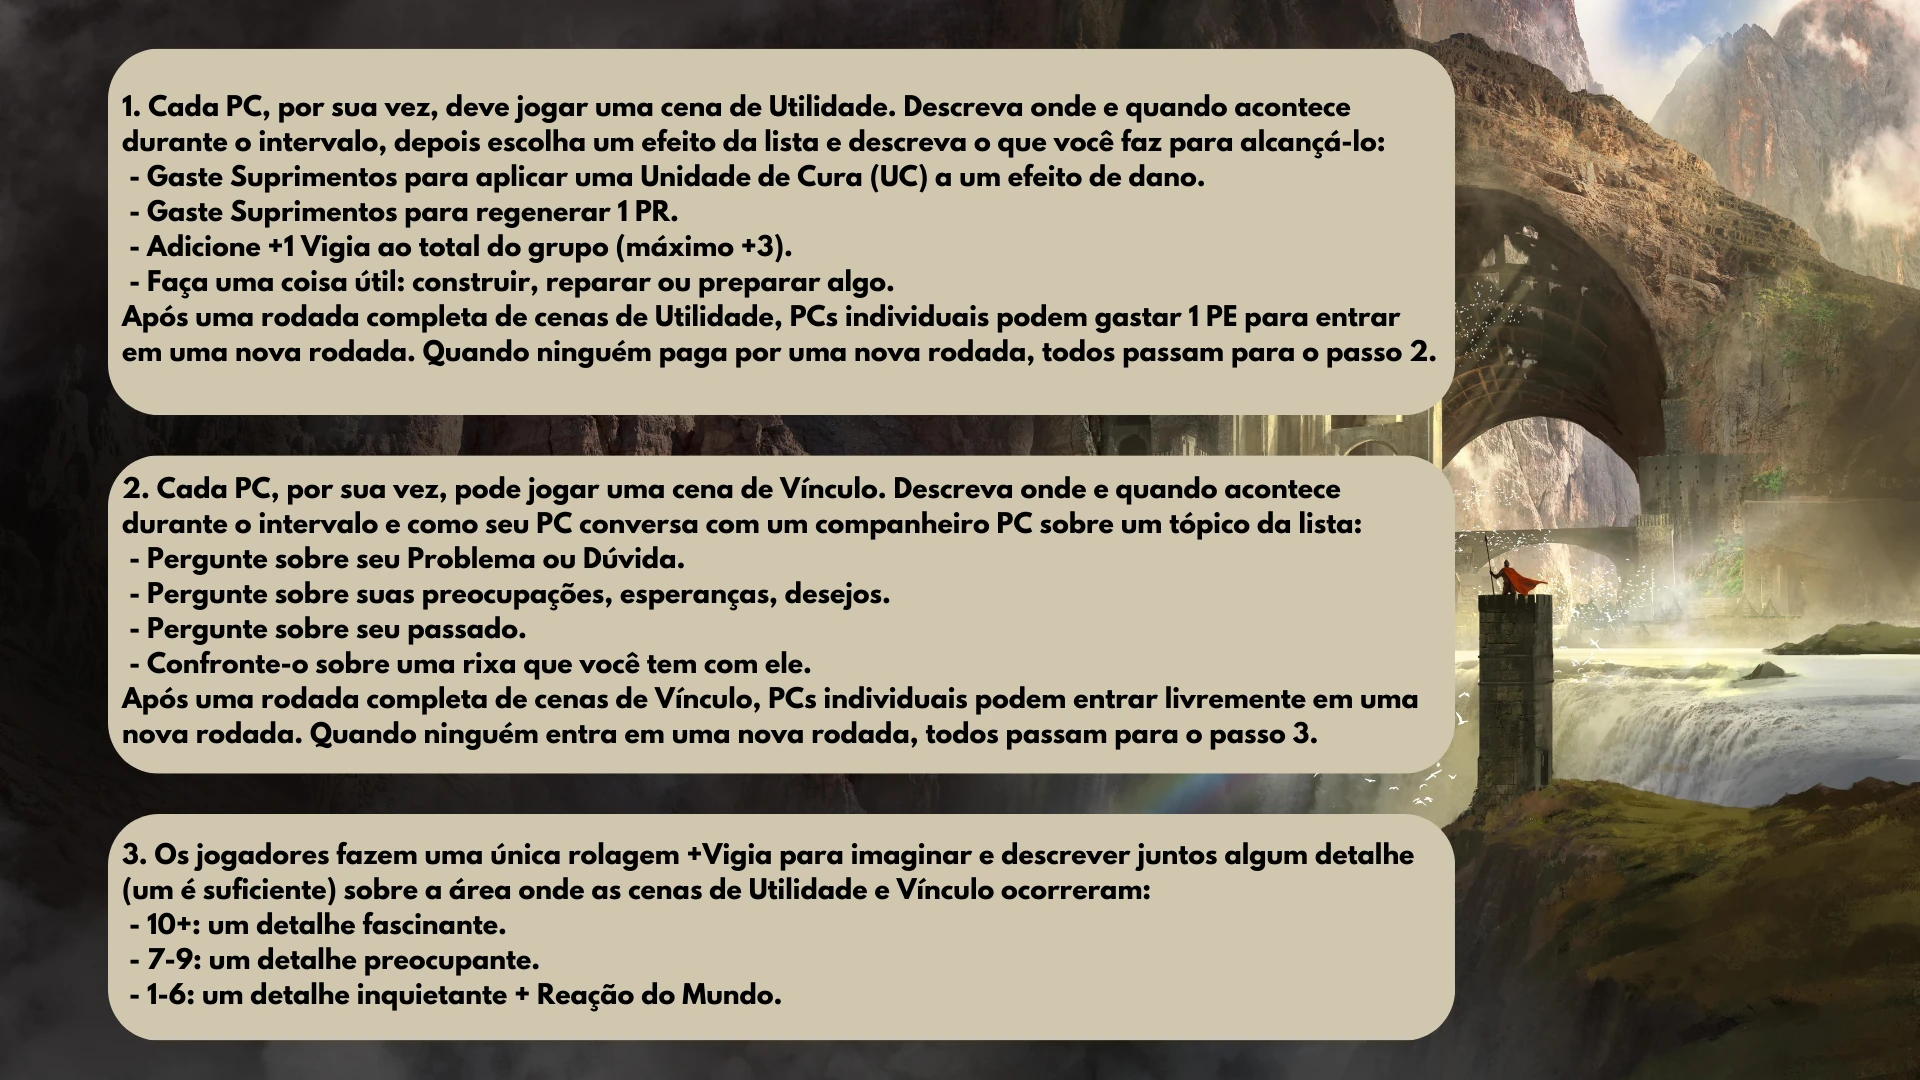 1. Cada PC, por sua vez, deve jogar uma cena de Utilidade. Descreva onde e quando acontece
durante o intervalo, depois escolha um efeito da lista e descreva o que você faz para alcançá-lo:
- Gaste Suprimentos para aplicar uma Unidade de Cura (UC) a um efeito de dano.
- Gaste Suprimentos para regenerar 1 PR.
- Adicione +1 Vigia ao total do grupo (máximo +3).
- Faça uma coisa útil: construir, reparar ou preparar algo.
Após uma rodada completa de cenas de Utilidade, PCs individuais podem gastar 1 PE para entrar
em uma nova rodada. Quando ninguém paga por uma nova rodada, todos passam para o passo 2.
2. Cada PC, por sua vez, pode jogar uma cena de Vínculo. Descreva onde e quando acontece
durante o intervalo e como seu PC conversa com um companheiro PC sobre um tópico da lista:
- Pergunte sobre seu Problema ou Dúvida.
- Pergunte sobre suas preocupações, esperanças, desejos.
- Pergunte sobre seu passado.
- Confronte-o sobre uma rixa que você tem com ele.
Após uma rodada completa de cenas de Vínculo, PCs individuais podem entrar livremente em uma
nova rodada. Quando ninguém entra em uma nova rodada, todos passam para o passo 3.
3. Os jogadores fazem uma única rolagem +Vigia para imaginar e descrever juntos algum detalhe
(um é suficiente) sobre a área onde as cenas de Utilidade e Vínculo ocorreram:
- 10+: um detalhe fascinante.
- 7-9: um detalhe preocupante.
- 1-6: um detalhe inquietante + Reação do Mundo.